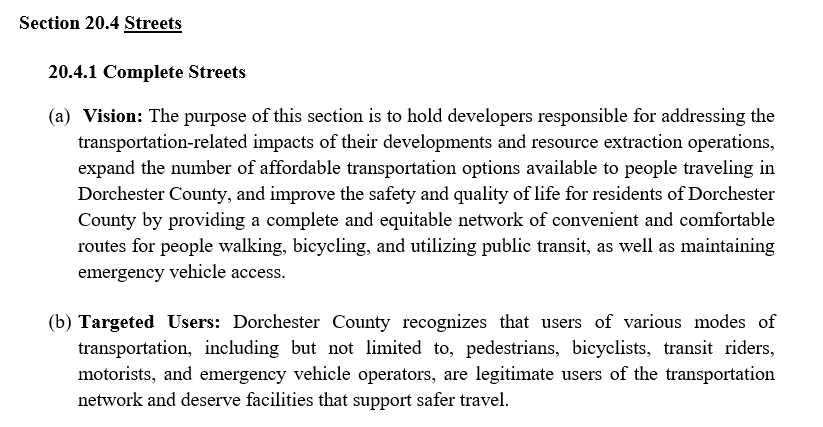 Section 20.4 Streets
20.4.1 Complete Streets
(a) Vision: The purpose of this section is to hold developers responsible for addressing the
transportation-related impacts of their developments and resource extraction operations,
expand the number of affordable transportation options available to people traveling in
Dorchester County, and improve the safety and quality of life for residents of Dorchester
County by providing a complete and equitable network of convenient and comfortable
routes for people walking, bicycling, and utilizing public transit, as well as maintaining
emergency vehicle access.
(b) Targeted Users: Dorchester County recognizes that users of various modes of
transportation, including but not limited to, pedestrians, bicyclists, transit riders,
motorists, and emergency vehicle operators, are legitimate users of the transportation
network and deserve facilities that support safer travel.